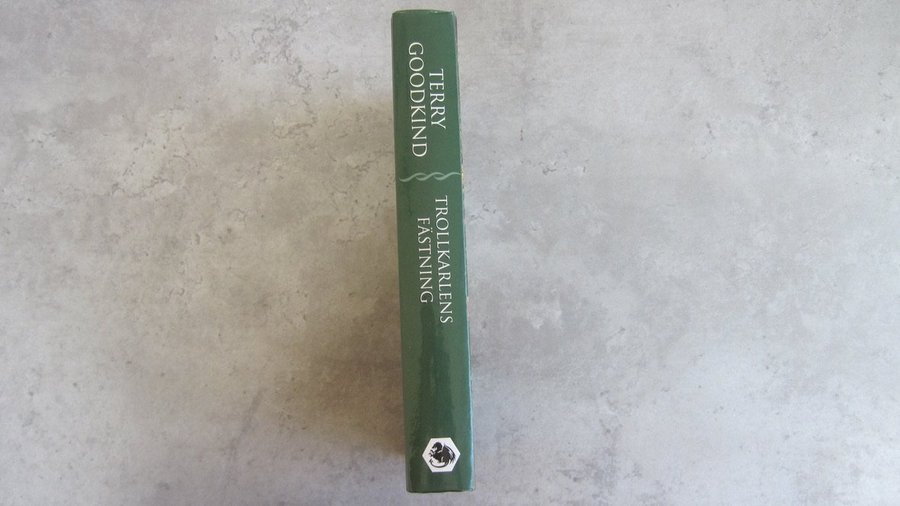 TERRY
GOODKIND
TROLLKARLENS
FÄSTNING